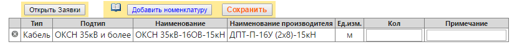 Открыть Заявки Добавить номенклатуру Сохранить
Тип Подтип Наименование Наименование производителя Ед.изм. Кол Примечание
Кабель ОКСН 35кВ и более ОКСН 35кВ-16ОВ-15кН ДПТ-П-16У (2х8)-15кН м